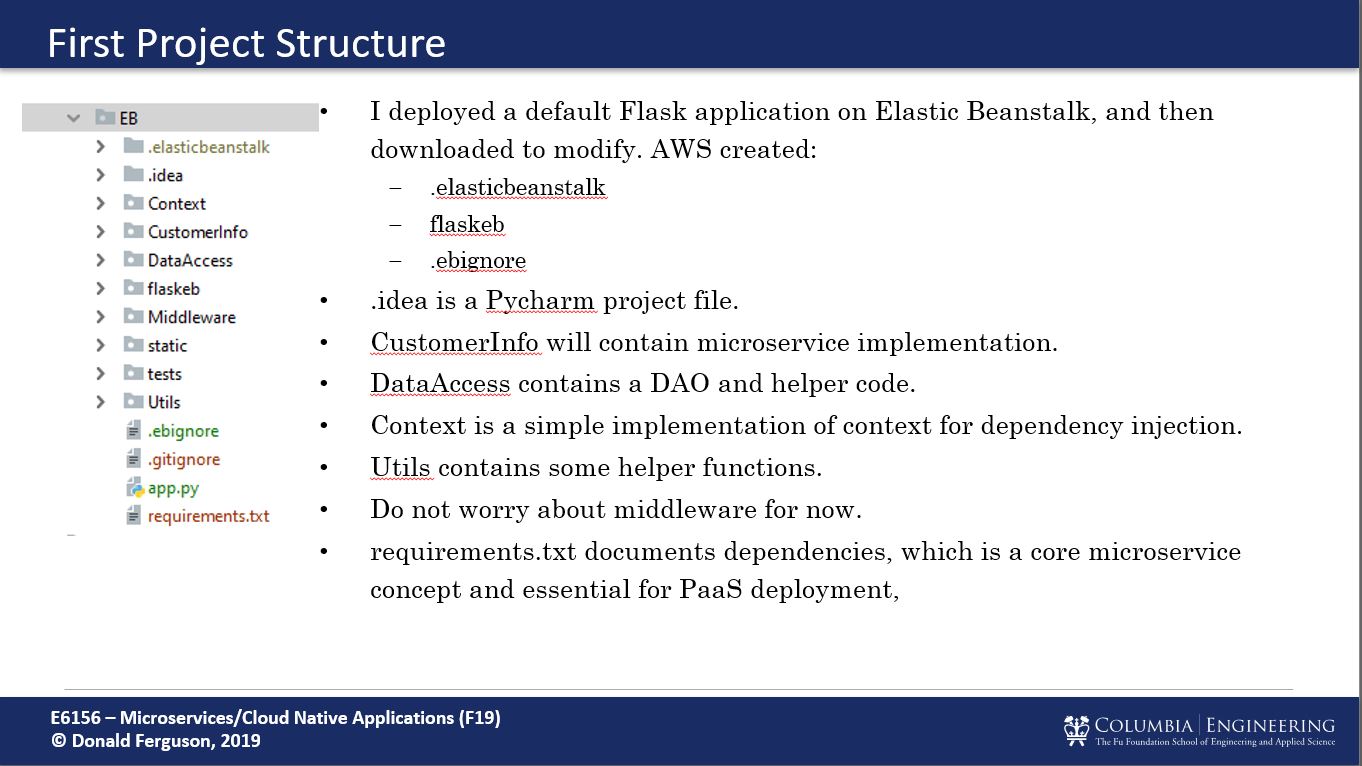 First Project Structure
EB
.elasticbeanstalk
.idea
Context
CustomerInfo
DataAccess
flaskeb
Middleware
static
tests
Utils
.ebignore
.gitignore
app.py
requirements.txt
• I deployed a default Flask application on Elastic Beanstalk, and then
downloaded to modify. AWS created:
– .elasticbeanstalk
– flaskeb
– .ebignore
• .idea is a Pycharm project file.
• CustomerInfo will contain microservice implementation.
• DataAccess contains a DAO and helper code.
• Context is a simple implementation of context for dependency injection.
• Utils contains some helper functions.
• Do not worry about middleware for now.
• requirements.txt documents dependencies, which is a core microservice
concept and essential for PaaS deployment,
E6156 – Microservices/Cloud Native Applications (F19)
© Donald Ferguson, 2019
COLUMBIA | ENGINEERING
The Fu Foundation School of Engineering and Applied Science